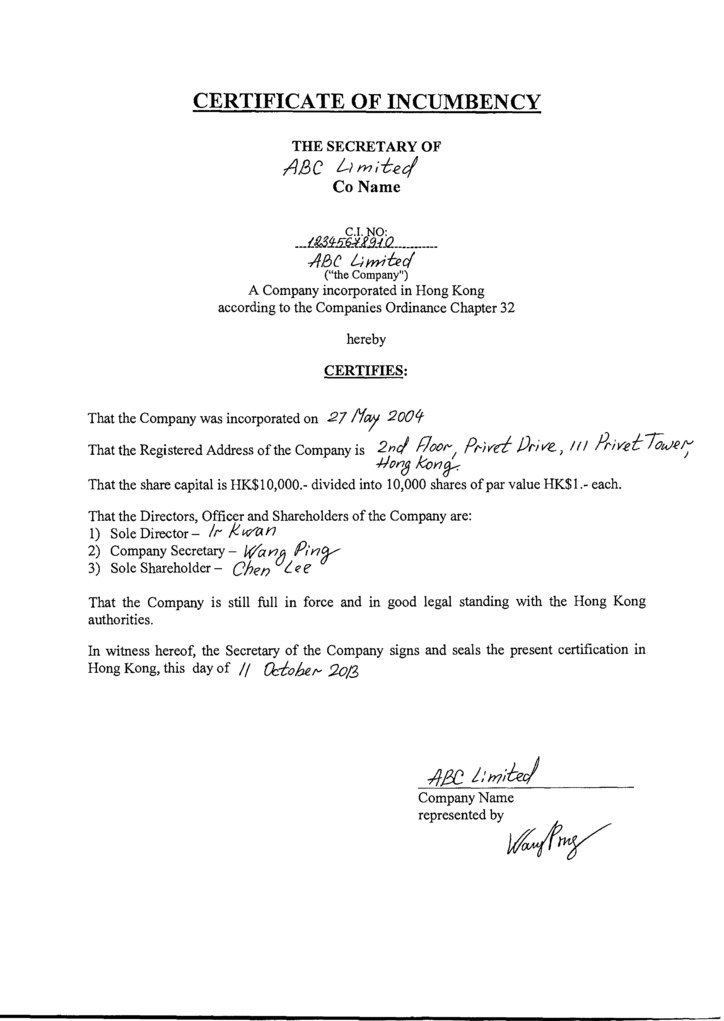 CERTIFICATE OF INCUMBENCY
THE SECRETARY OF
ABC Limited
Co Name
C.I. NO:
12345678910
ABC Limited
("the Company")
A Company incorporated in Hong Kong
according to the Companies Ordinance Chapter 32
hereby
CERTIFIES:
That the Company was incorporated on 27 May 2004
That the Registered Address of the Company is 2nd Floor, Privet Drive, 111 Privet Tower,
Hong Kong.
That the share capital is HK$10,000.- divided into 10,000 shares of par value HK$1.- each.
That the Directors, Officer and Shareholders of the Company are:
1) Sole Director – Ir Kwan
2) Company Secretary – Wang Ping
3) Sole Shareholder – Chen Lee
That the Company is still full in force and in good legal standing with the Hong Kong
authorities.
In witness hereof, the Secretary of the Company signs and seals the present certification in
Hong Kong, this day of 11 October 2013
ABC Limited
Company Name
represented by
Wang Ping